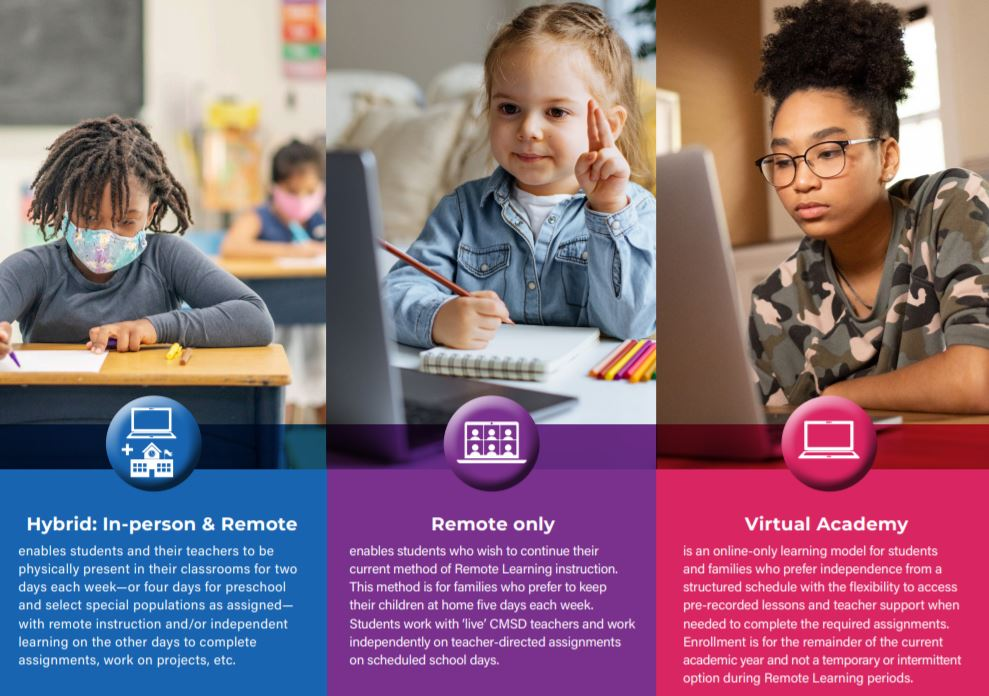 Hybrid: In-person & Remote
enables students and their teachers to be
physically present in their classrooms for two
days each week—or four days for preschool
and select special populations as assigned—
with remote instruction and/or independent
learning on the other days to complete
assignments, work on projects, etc.
Remote only
enables students who wish to continue their
current method of Remote Learning instruction.
This method is for families who prefer to keep
their children at home five days each week.
Students work with ‘live’ CMSD teachers and work
independently on teacher-directed assignments
on scheduled school days.
Virtual Academy
is an online-only learning model for students
and families who prefer independence from a
structured schedule with the flexibility to access
pre-recorded lessons and teacher support when
needed to complete the required assignments.
Enrollment is for the remainder of the current
academic year and not a temporary or intermittent
option during Remote Learning periods.